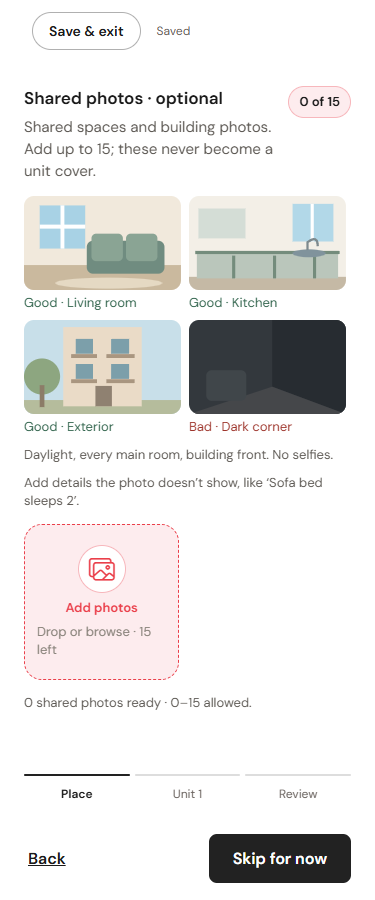 Save & exit
Saved
Shared photos · optional
0 of 15
Shared spaces and building photos.
Add up to 15; these never become a
unit cover.
Good · Living room
Good · Kitchen
Good · Exterior
Bad · Dark corner
Daylight, every main room, building front. No selfies.
Add details the photo doesn’t show, like ‘Sofa bed
sleeps 2’.
Add photos
Drop or browse · 15
left
0 shared photos ready · 0–15 allowed.
Place
Unit 1
Review
Back
Skip for now